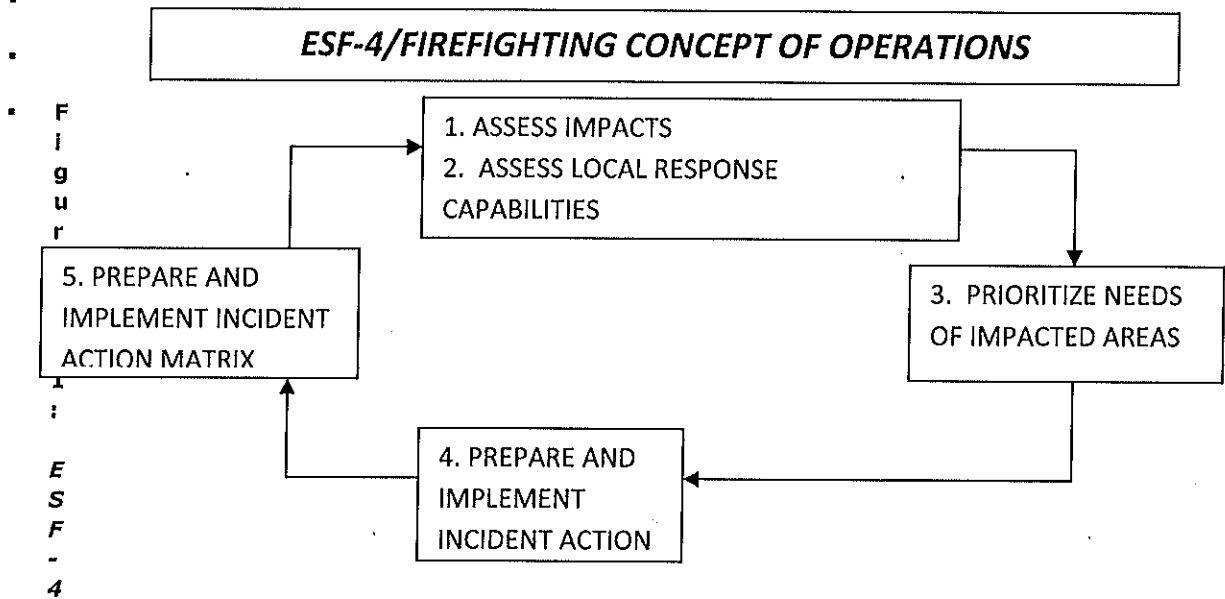 ESF-4/FIREFIGHTING CONCEPT OF OPERATIONS
1. ASSESS IMPACTS
2. ASSESS LOCAL RESPONSE
CAPABILITIES
3. PRIORITIZE NEEDS
OF IMPACTED AREAS
4. PREPARE AND
IMPLEMENT
INCIDENT ACTION
5. PREPARE AND
IMPLEMENT INCIDENT
ACTION MATRIX
F
i
g
u
r
1
:
E
S
F
-
4